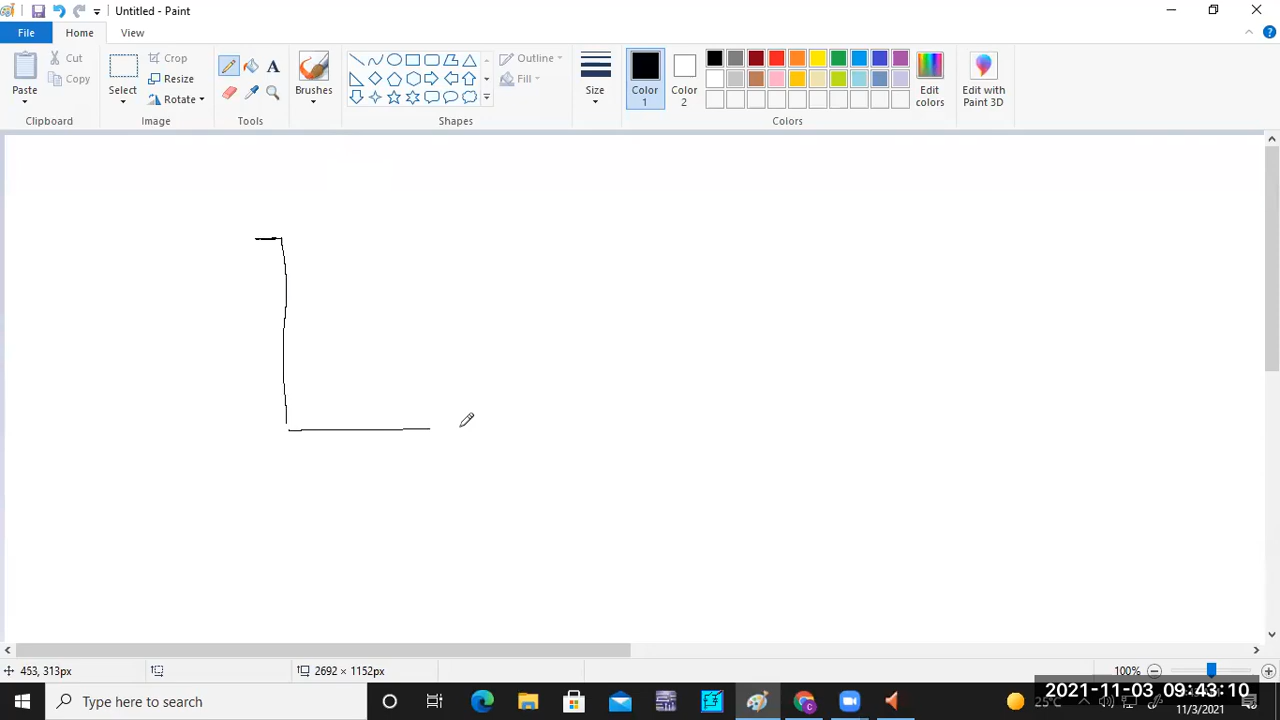 Untitled - Paint
File Home View
Paste
Cut
Copy
Clipboard
Select
Crop
Resize
Rotate
Image
A
Tools
Brushes
Shapes
Outline
Fill
Size
Color 1
Color 2
Colors
Edit colors
Edit with Paint 3D
453, 313px
2692 × 1152px
100%
Type here to search
25°C
2021-11-03 09:43:10
11/3/2021